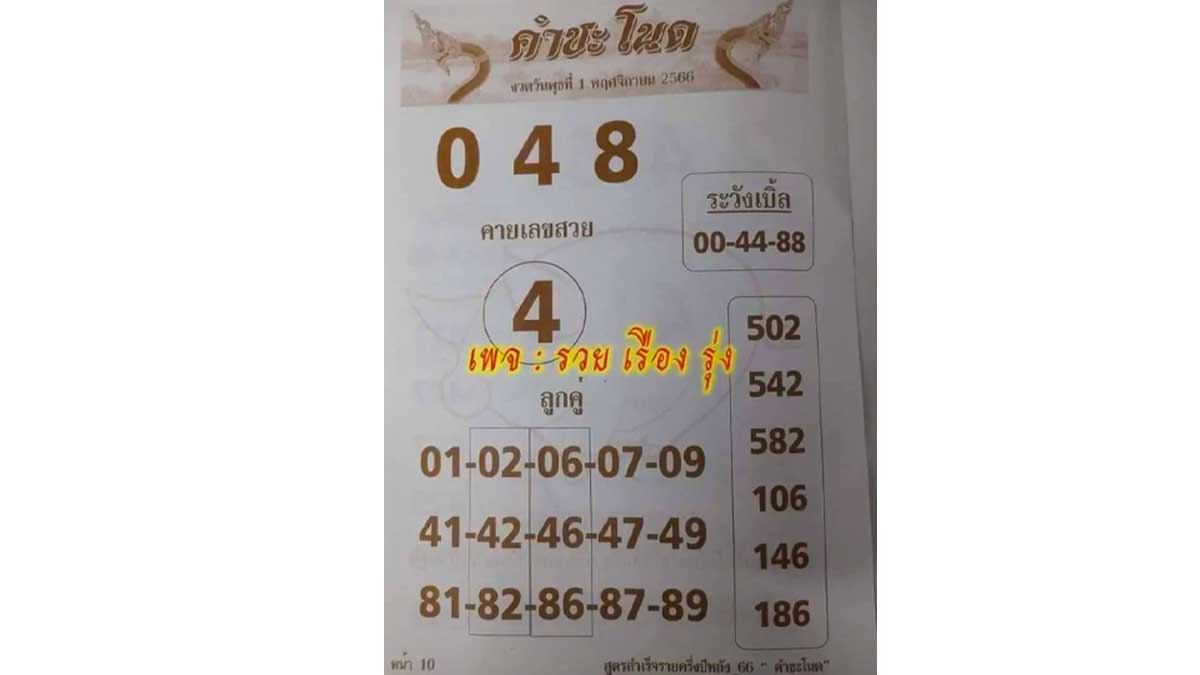 คำชะโนด
งวดวันพุธที่ 1 พฤศจิกายน 2566
0 4 8
ระวังเบิ้ล
00-44-88
คายเลขสวย
4
เพจ : รวย เรือง รุ่ง
ลูกคู่
01-02-06-07-09
41-42-46-47-49
81-82-86-87-89
502
542
582
106
146
186
หน้า 10
สูตรสำเร็จรายครึ่งปีหลัง 66 “ คำชะโนด”